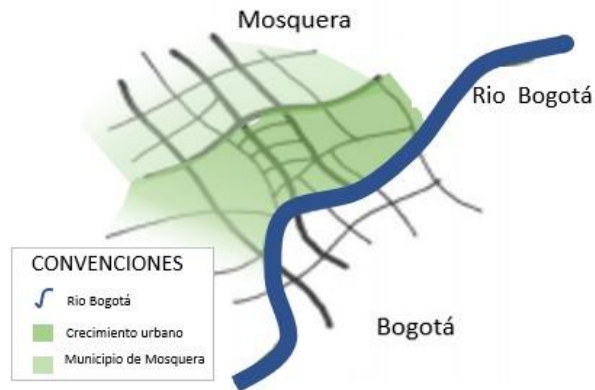 Mosquera
Rio Bogotá
Bogotá
CONVENCIONES
Rio Bogotá
Crecimiento urbano
Municipio de Mosquera